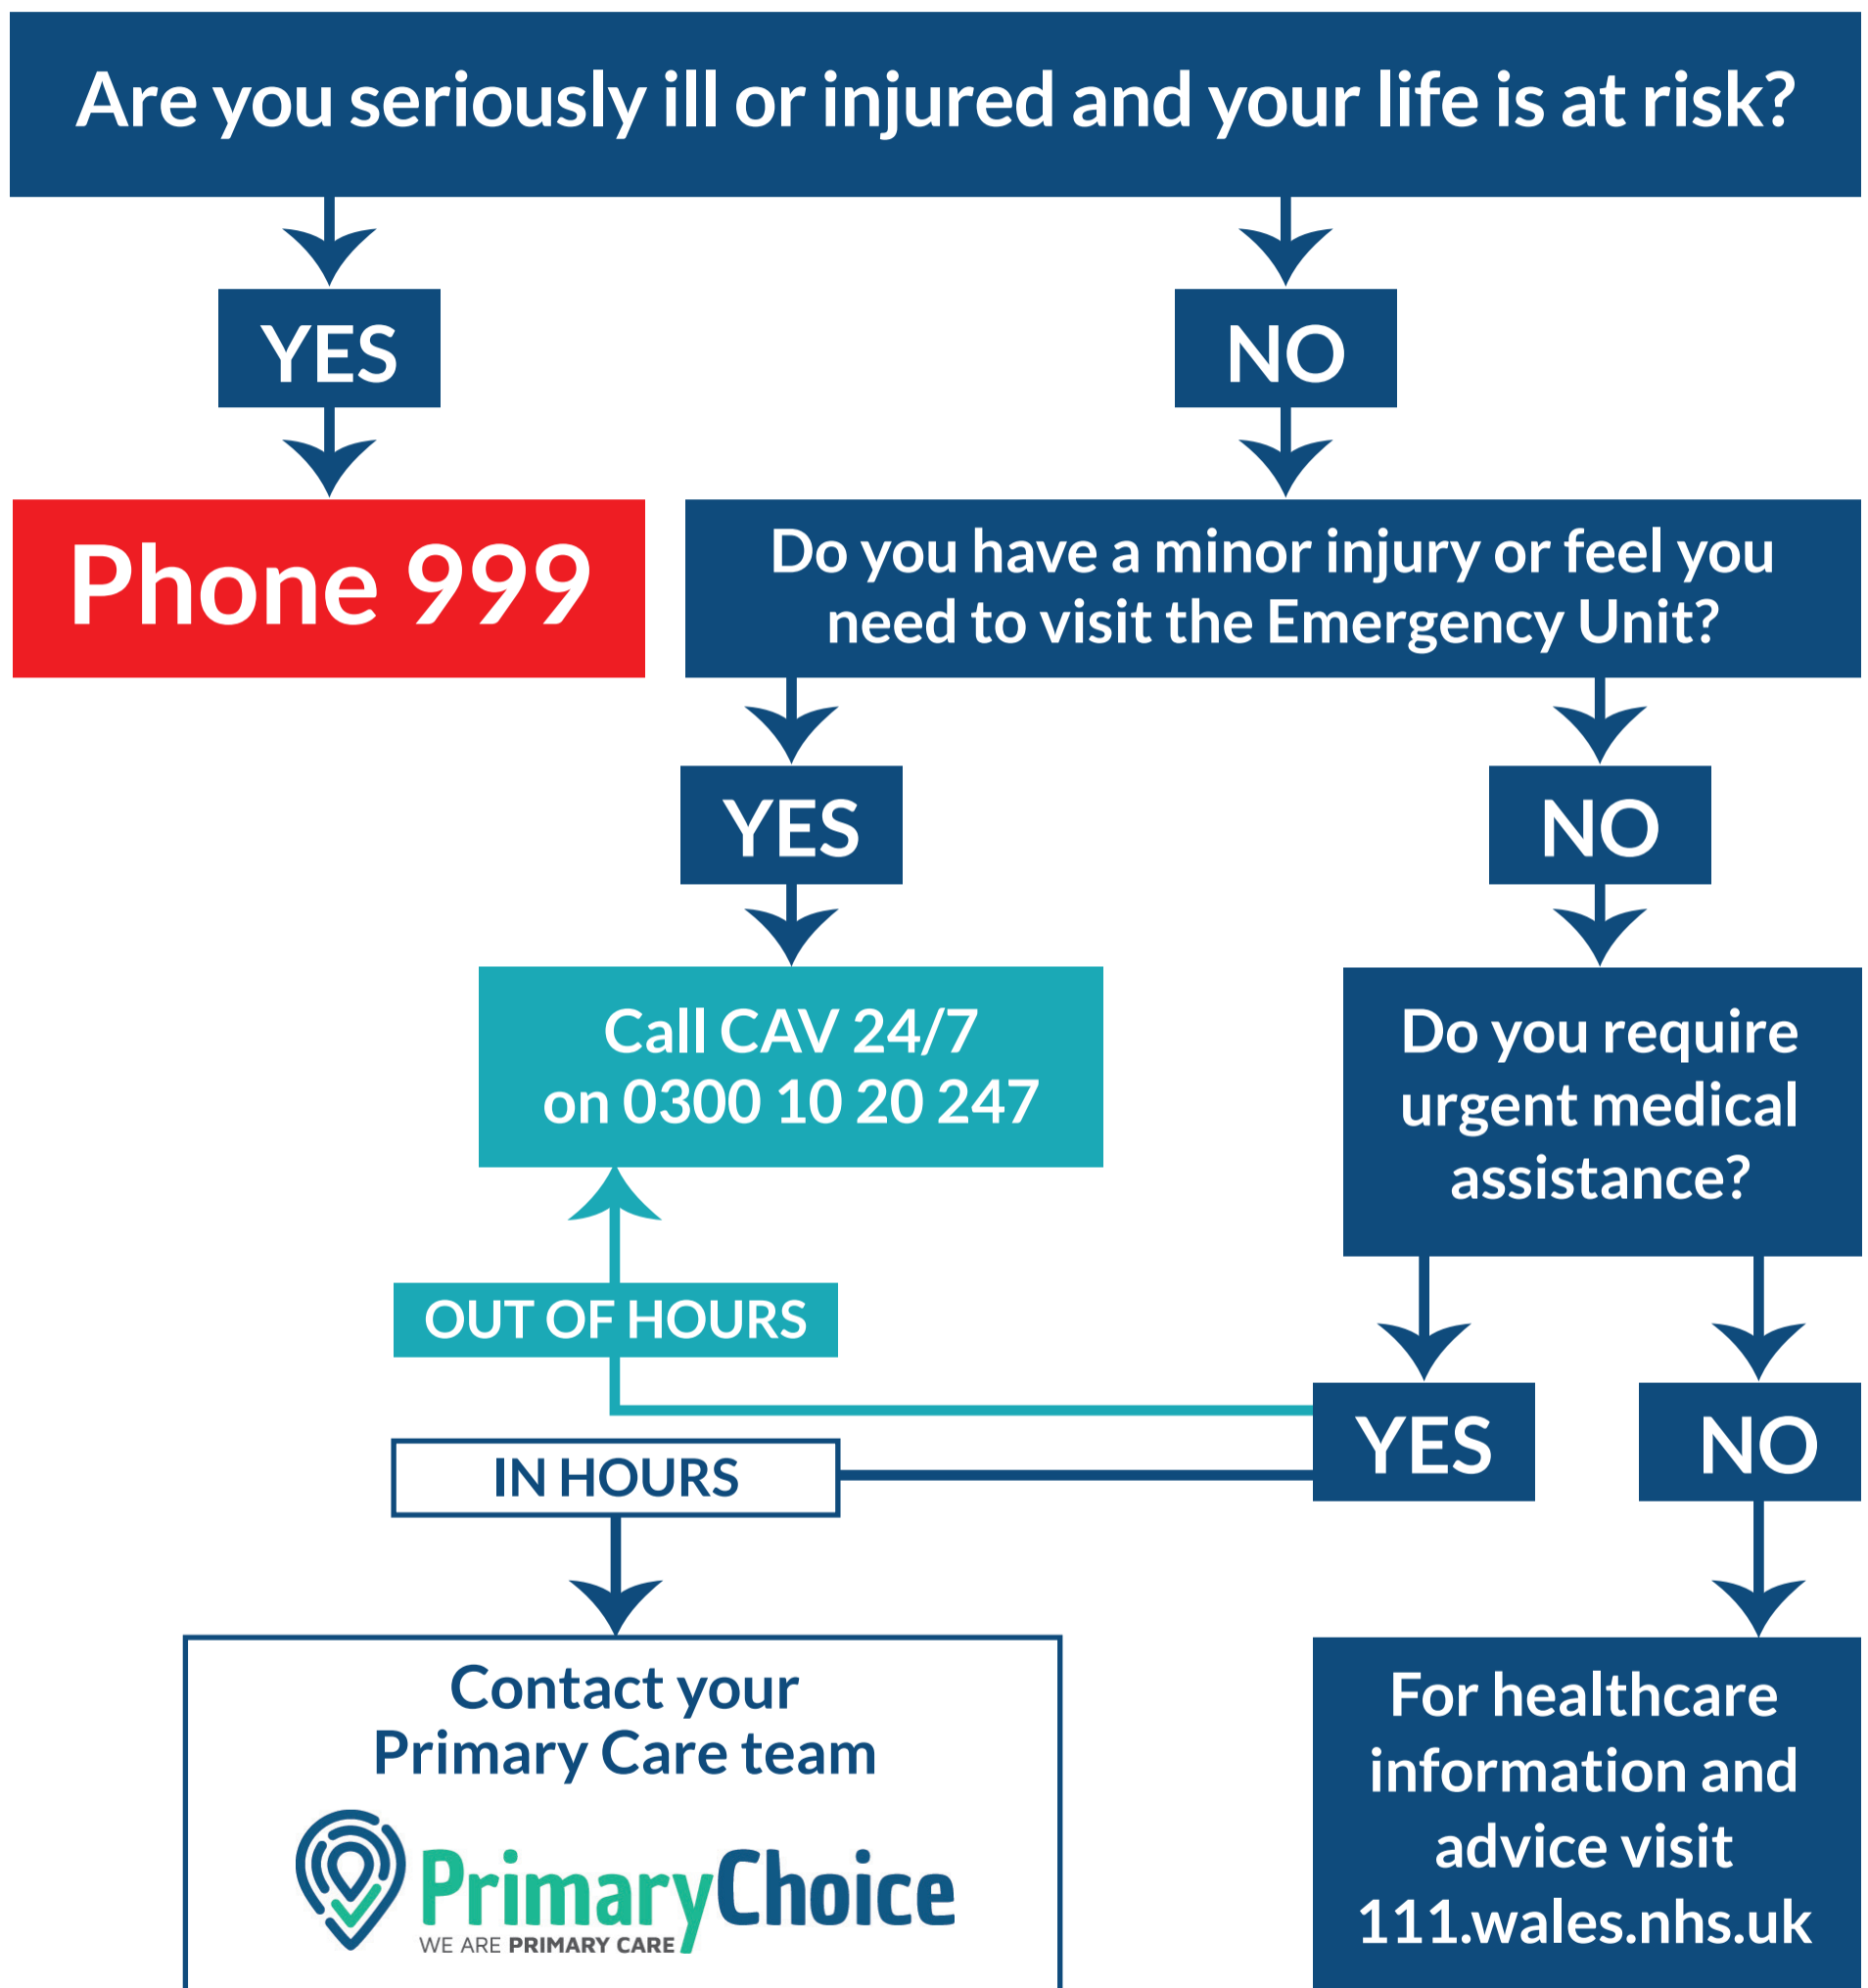 Are you seriously ill or injured and your life is at risk?
YES
NO
Phone 999
Do you have a minor injury or feel you
need to visit the Emergency Unit?
YES
NO
Call CAV 24/7
on 0300 10 20 247
Do you require
urgent medical
assistance?
OUT OF HOURS
YES
NO
IN HOURS
Contact your
Primary Care team
PrimaryChoice
WE ARE PRIMARY CARE
For healthcare
information and
advice visit
111.wales.nhs.uk